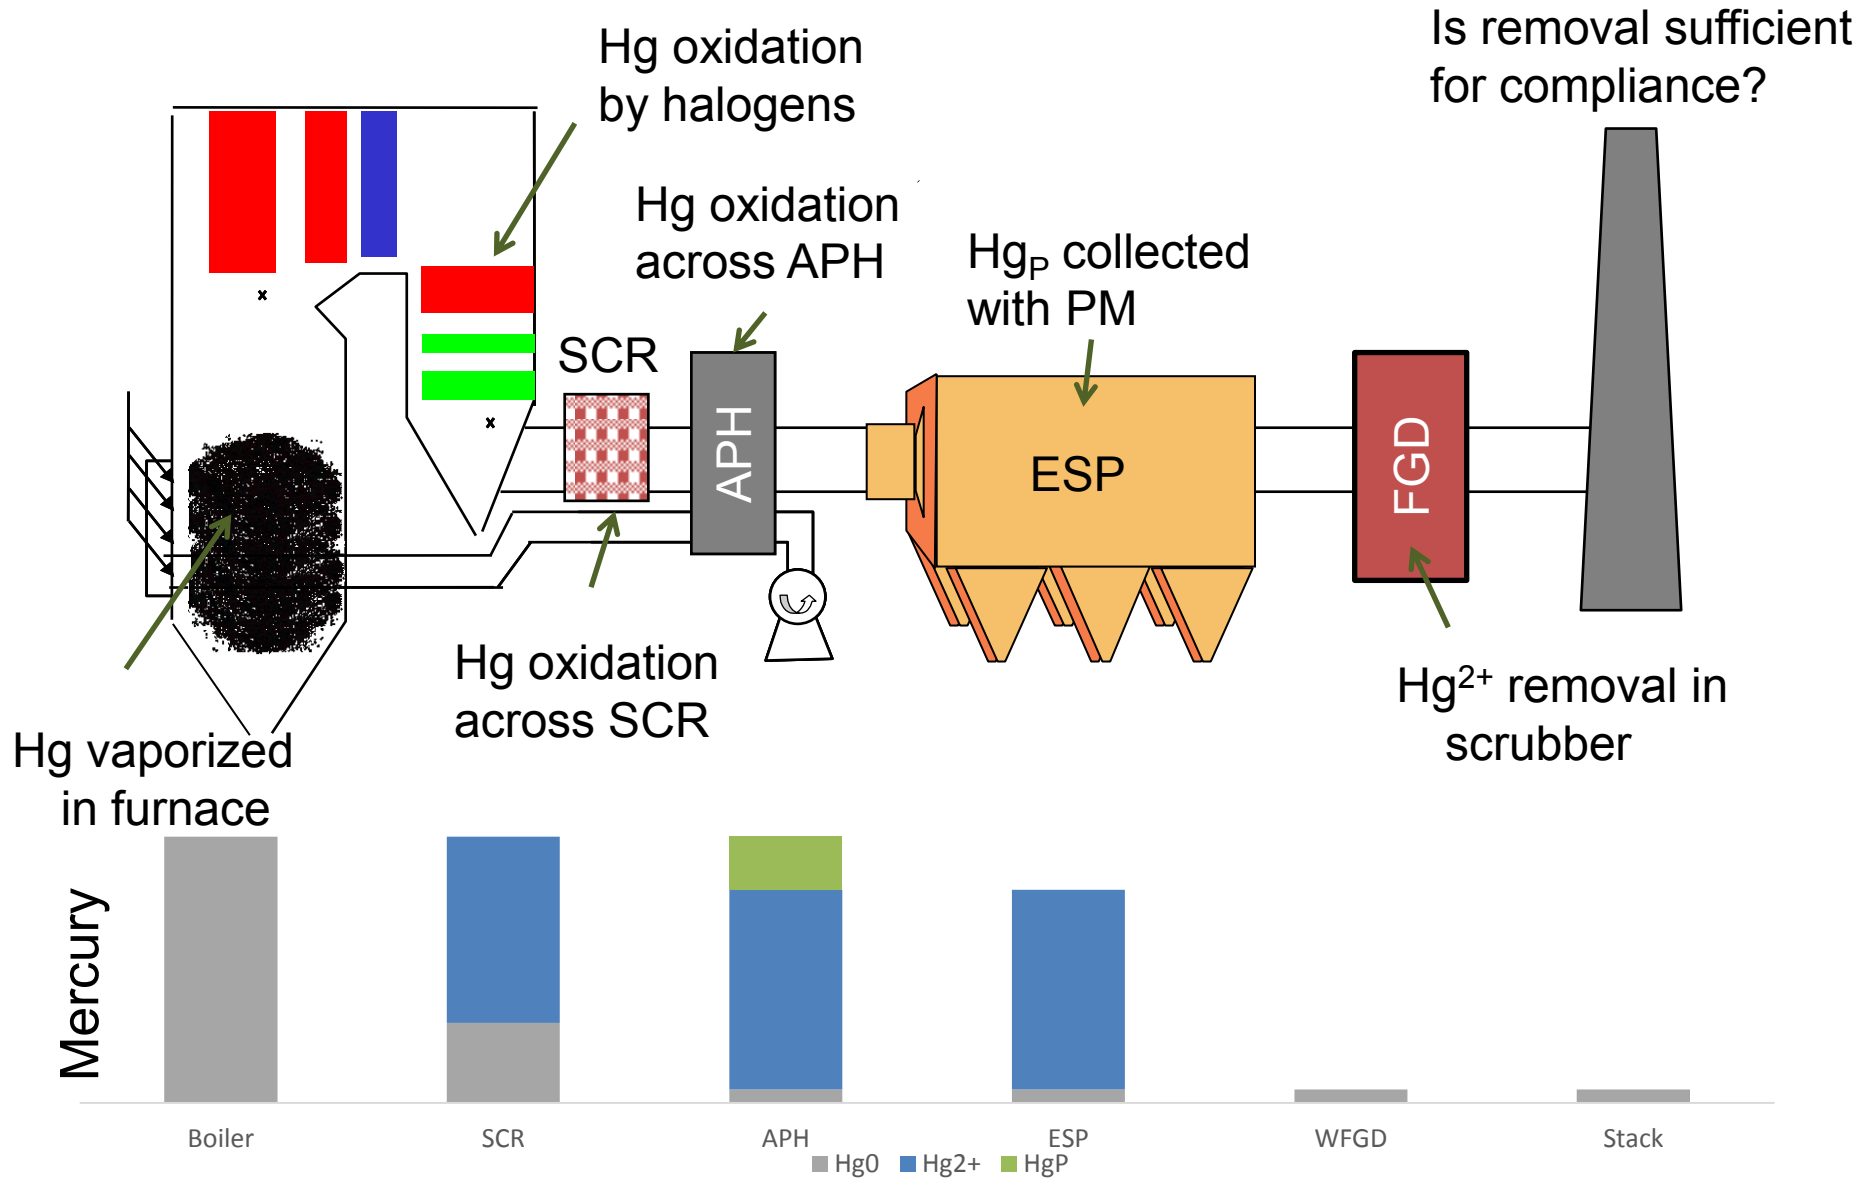 Is removal sufficient
for compliance?
Hg oxidation
by halogens
Hg oxidation
across APH
Hg_P collected
with PM
SCR
APH
ESP
FGD
x
x
Hg oxidation
across SCR
Hg²⁺ removal in
scrubber
Hg vaporized
in furnace
Mercury
Boiler
SCR
APH
ESP
WFGD
Stack
Hg0
Hg2+
HgP